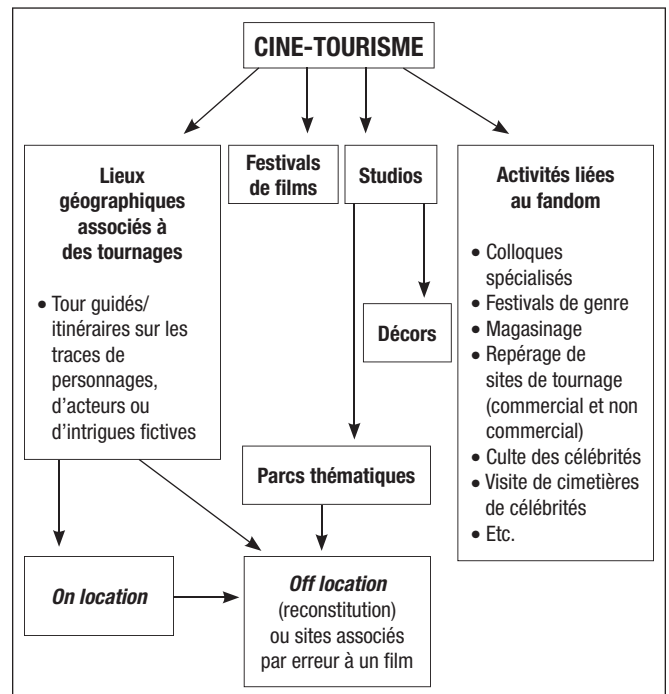 CINE-TOURISME
Lieux
géographiques
associés à
des tournages
• Tour guidés/
itinéraires sur les
traces de
personnages,
d'acteurs ou
d'intrigues fictives
Festivals
de films
Studios
Activités liées
au fandom
• Colloques
spécialisés
• Festivals de genre
• Magasinage
• Repérage de
sites de tournage
(commercial et non
commercial)
• Culte des célébrités
• Visite de cimetières
de célébrités
• Etc.
Décors
Parcs thématiques
On location
Off location
(reconstitution)
ou sites associés
par erreur à un film